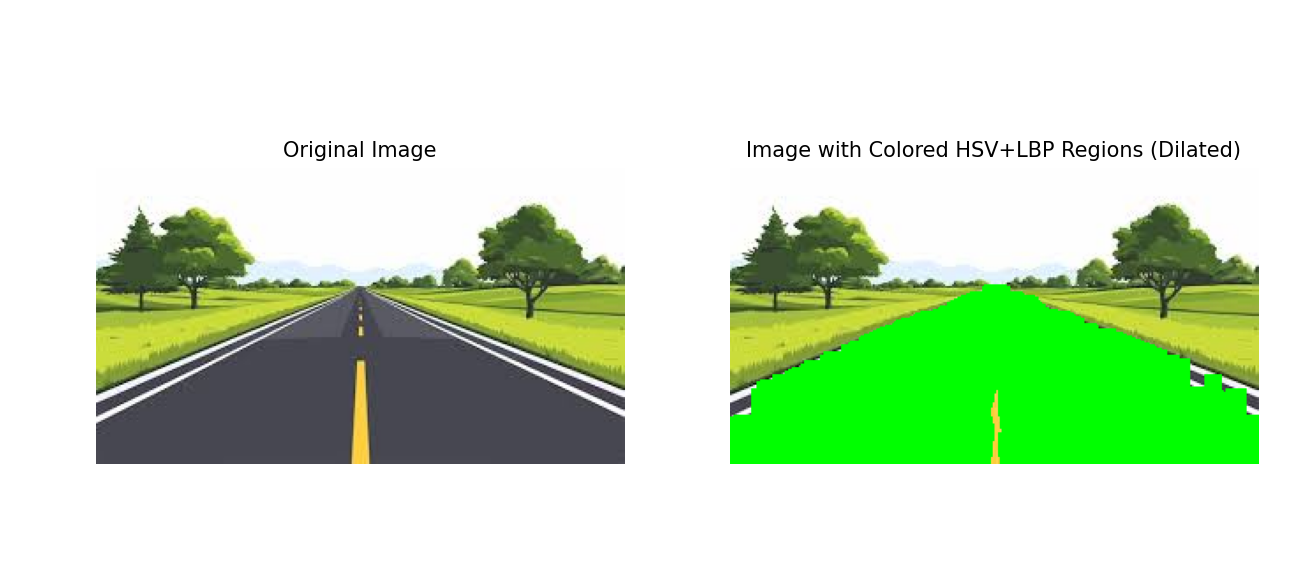 Original Image
Image with Colored HSV+LBP Regions (Dilated)